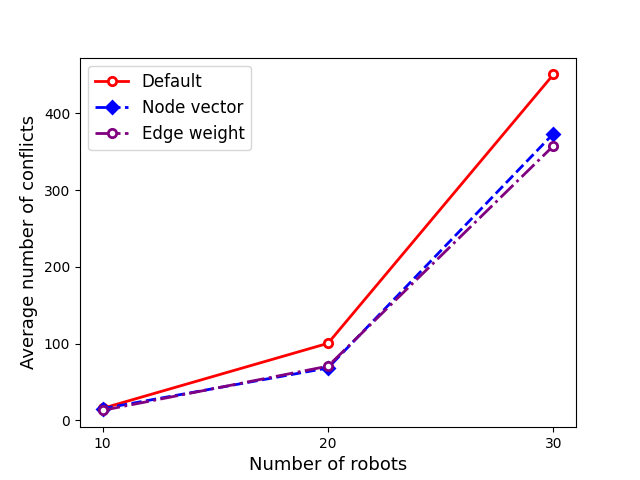 Default
Node vector
Edge weight
Average number of conflicts
400
300
200
100
0
10 20 30
Number of robots